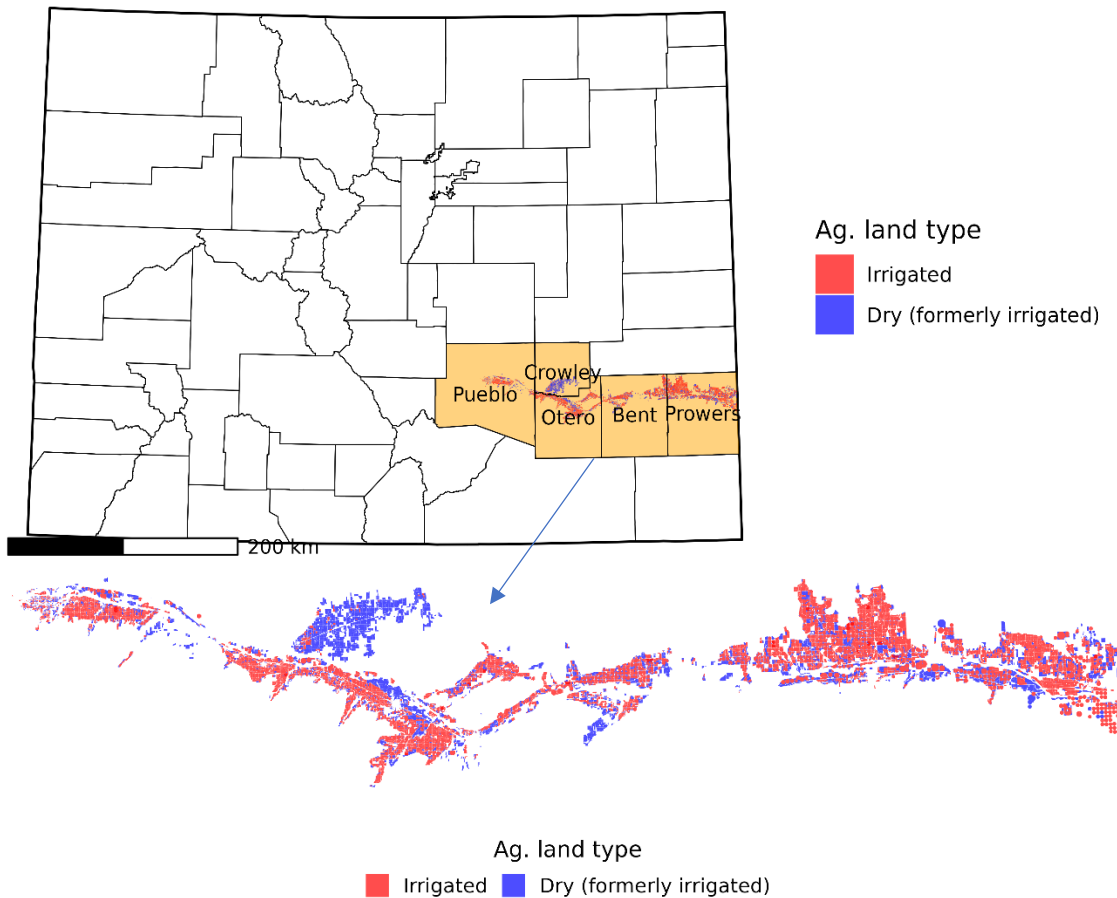 Ag. land type
Irrigated
Dry (formerly irrigated)
Crowley
Pueblo
Otero
Bent
Prowers
200 km
Ag. land type
Irrigated
Dry (formerly irrigated)